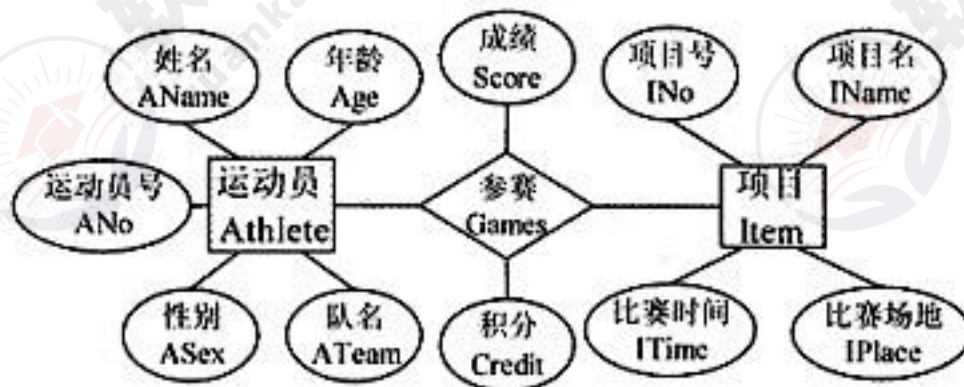 姓名
AName
年龄
Age
成绩
Score
项目号
INo
项目名
IName
运动员号
ANo
运动员
Athlete
参赛
Games
项目
Item
性别
ASex
队名
ATeam
积分
Credit
比赛时间
ITime
比赛场地
IPlace